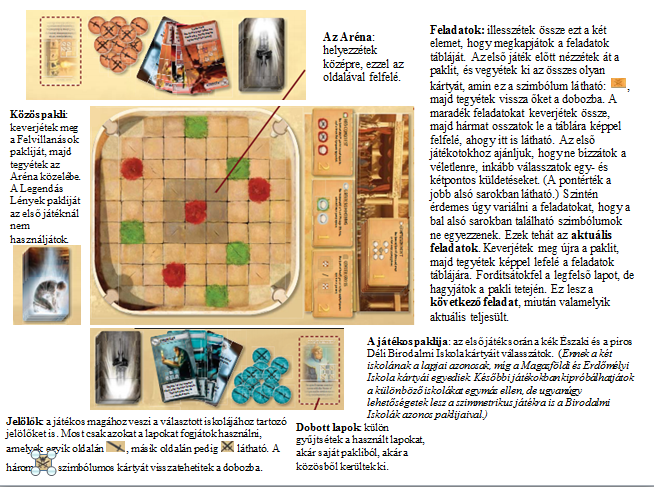 Az Aréna:
helyezzétek
középre, ezzel az
oldalával felfelé.
Feladatok: illesszétek össze ezt a két
elemet, hogy megkapjátok a feladatok
tábláját. Az első játék előtt nézzétek át a
paklit, és vegyétek ki az összes olyan
kártyát, amin ez a szimbólum látható: ,
majd tegyétek vissza őket a dobozba. A
maradék feladatokat keverjétek össze,
majd hármat osszatok le a táblára képpel
felfelé, ahogy itt is látható. Az első
játékotokhoz ajánljuk, hogy ne bízzátok a
véletlenre, inkább válasszatok egy- és
kétpontos küldetéseket. (A pontérték a
jobb alsó sarokban látható.) Szintén
érdemes úgy variálni a feladatokat, hogy a
bal alsó sarokban található szimbólumok
ne egyezzenek. Ezek tehát az aktuális
feladatok. Keverjétek meg újra a paklit,
majd tegyétek képpel lefelé a feladatok
táblájára. Fordítsátok fel a legfelső lapot, de
hagyjátok a pakli tetején. Ez lesz a
következő feladat, miután valamelyik
aktuális teljesült.
Közös pakli:
keverjétek meg
a Felvillanások
pakliját, majd
tegyétek az
Aréna közelébe.
A Legendás
Lények pakliját
az első játéknál
nem
használjátok.
A játékos paklija: az első játék során a kék Északi és a piros
Déli Birodalmi Iskola kártyáit válasszátok. (Ennek a két
iskolának a lapjai azonosak, míg a Magasföldi és Erdőmélyi
Iskola kártyái egyediek. Későbbi játékokban kipróbálhatjátok
a különböző iskolákat egymás ellen, de ugyanúgy
lehetőségetek lesz a szimmetrikus játékra is a Birodalmi
Iskolák azonos paklijaival.)
Jelölők: a játékos magához veszi a választott iskolájához tartozó
jelölőket is. Most csak azokat a lapokat fogjátok használni,
amelyek egyik oldalán , másik oldalán pedig látható. A
három szimbólumos kártyát visszatehetitek a dobozba.
Dobott lapok: külön
gyűjtsétek a használt lapokat,
akár saját pakliból, akár a
közösből kerültek ki.